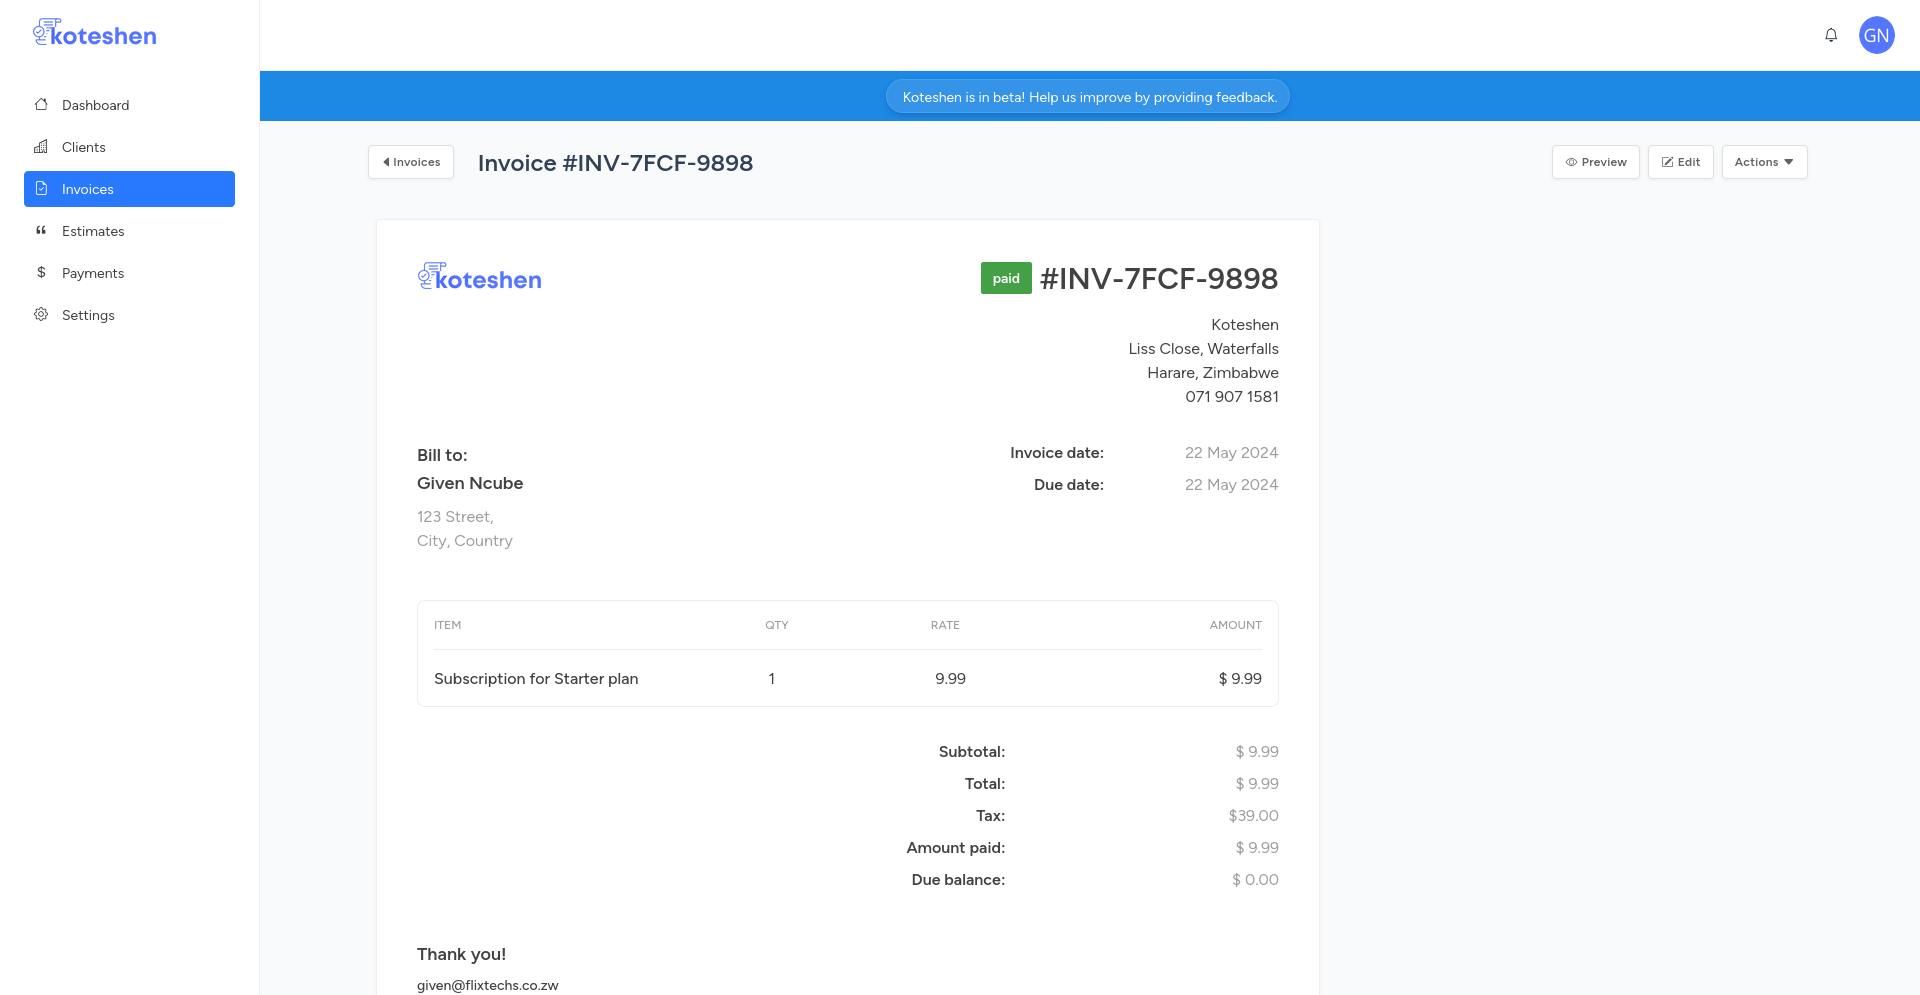 koteshen
GN
Dashboard
Clients
Invoices
Estimates
Payments
Settings
Koteshen is in beta! Help us improve by providing feedback.
Invoices
Invoice #INV-7FCF-9898
Preview
Edit
Actions
koteshen
paid #INV-7FCF-9898
Koteshen
Liss Close, Waterfalls
Harare, Zimbabwe
071 907 1581
Bill to:
Given Ncube
123 Street,
City, Country
Invoice date: 22 May 2024
Due date: 22 May 2024
ITEM QTY RATE AMOUNT
Subscription for Starter plan 1 9.99 $ 9.99
Subtotal: $ 9.99
Total: $ 9.99
Tax: $39.00
Amount paid: $ 9.99
Due balance: $ 0.00
Thank you!
given@flixtechs.co.zw